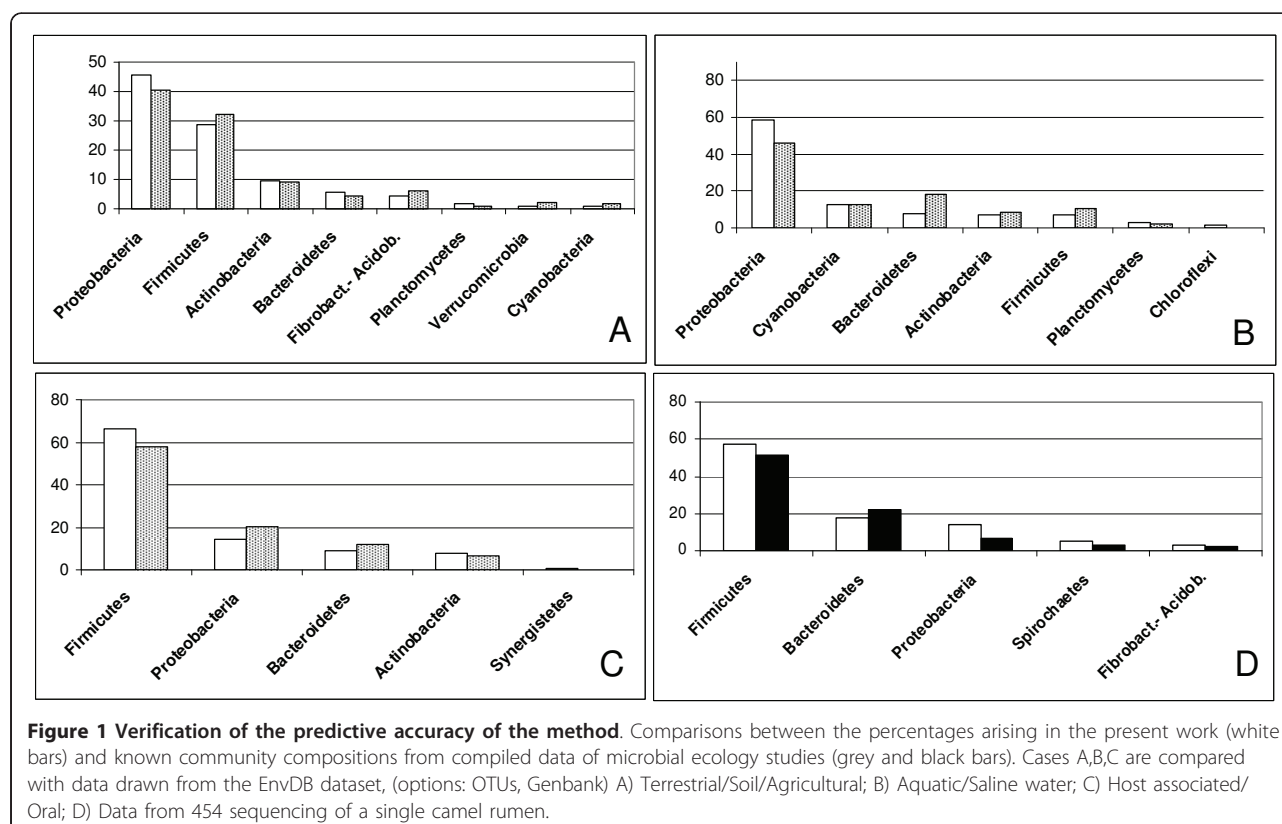 50
40
30
20
10
0
Proteobacteria
Firmicutes
Actinobacteria
Bacteroidetes
Fibrobact.- Acidob.
Planctomycetes
Verrucomicrobia
Cyanobacteria
A
80
60
40
20
0
Proteobacteria
Cyanobacteria
Bacteroidetes
Actinobacteria
Firmicutes
Planctomycetes
Chloroflexi
B
80
60
40
20
0
Firmicutes
Proteobacteria
Bacteroidetes
Actinobacteria
Synergistetes
C
80
60
40
20
0
Firmicutes
Bacteroidetes
Proteobacteria
Spirochaetes
Fibrobact.- Acidob.
D
Figure 1 Verification of the predictive accuracy of the method. Comparisons between the percentages arising in the present work (white
bars) and known community compositions from compiled data of microbial ecology studies (grey and black bars). Cases A,B,C are compared
with data drawn from the EnvDB dataset, (options: OTUs, Genbank) A) Terrestrial/Soil/Agricultural; B) Aquatic/Saline water; C) Host associated/
Oral; D) Data from 454 sequencing of a single camel rumen.